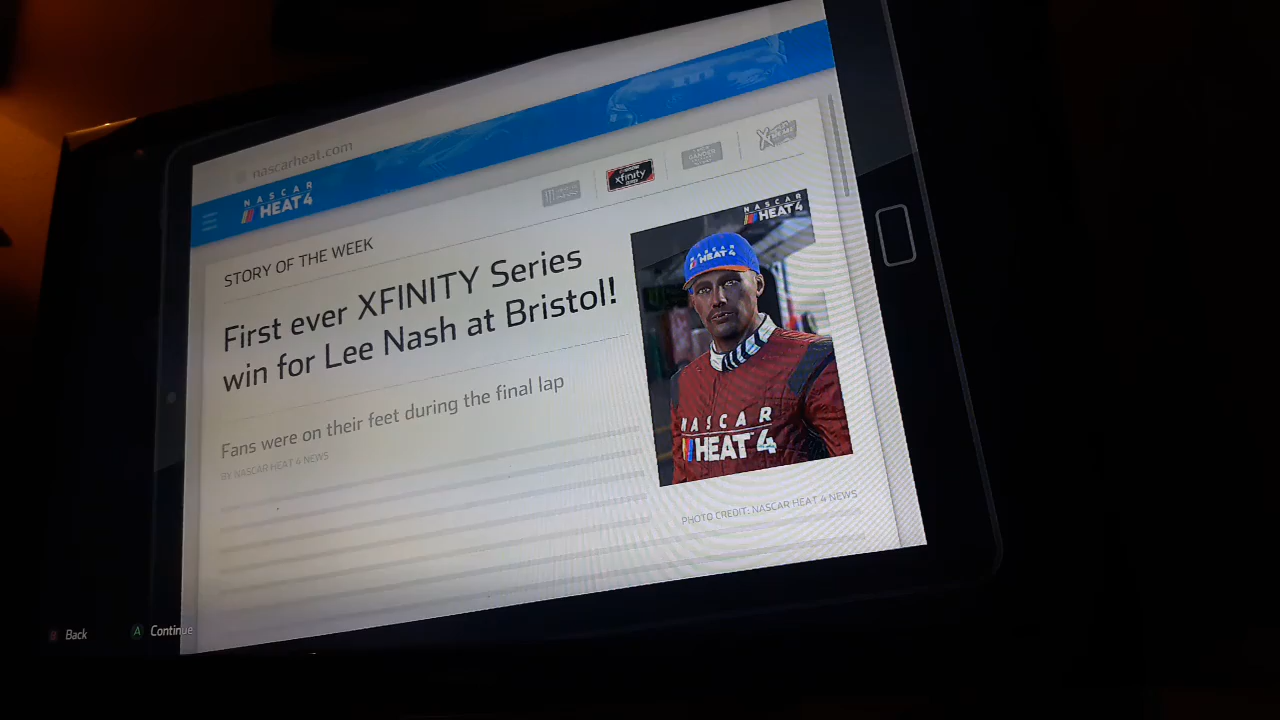 nascarheat.com
NASCAR
HEAT 4
xfinity
STORY OF THE WEEK
First ever XFINITY Series
win for Lee Nash at Bristol!
Fans were on their feet during the final lap
BY NASCAR HEAT 4 NEWS
NASCAR
HEAT 4
NASCAR
HEAT 4
NASCAR
HEAT 4
PHOTO CREDIT: NASCAR HEAT 4 NEWS
B Back
A Continue